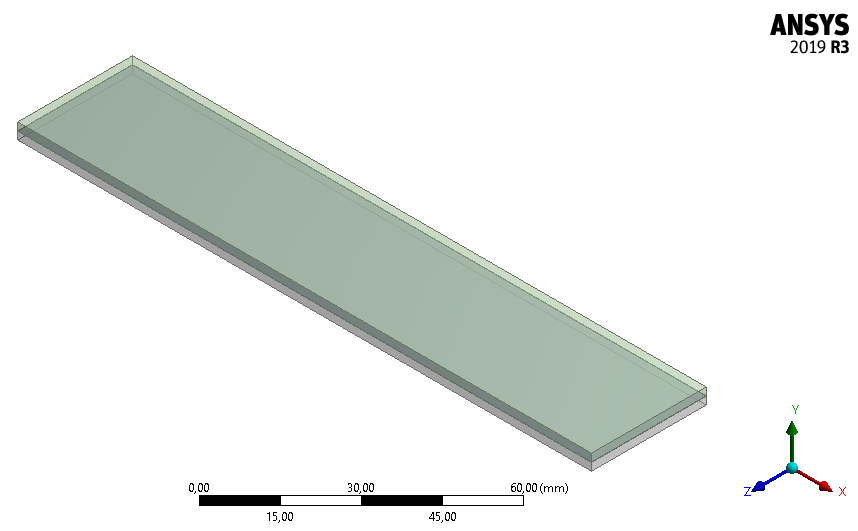 ANSYS
2019 R3
Y
Z X
0,00 30,00 60,00 (mm)
15,00 45,00